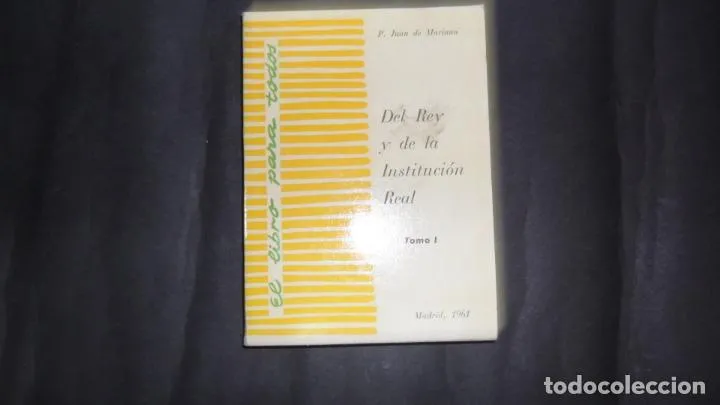 P. Juan de Mariana
Del Rey
y de la
Institución
Real
Tomo I
Madrid, 1961
el libro para todos
todocoleccion